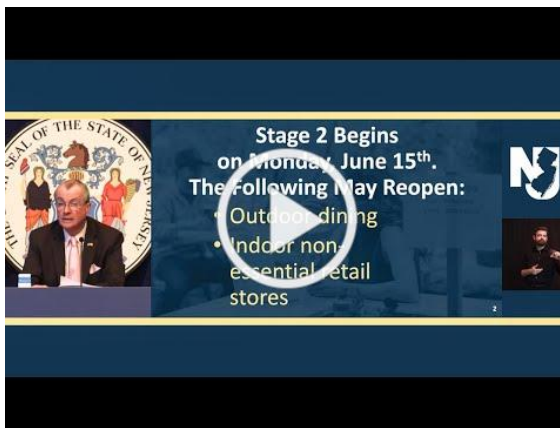 SEAL OF THE STATE OF NEW JERSEY
Stage 2 Begins
on Monday, June 15th.
The Following May Reopen:
• Outdoor dining
• Indoor non-
essential retail
stores
NJ
2